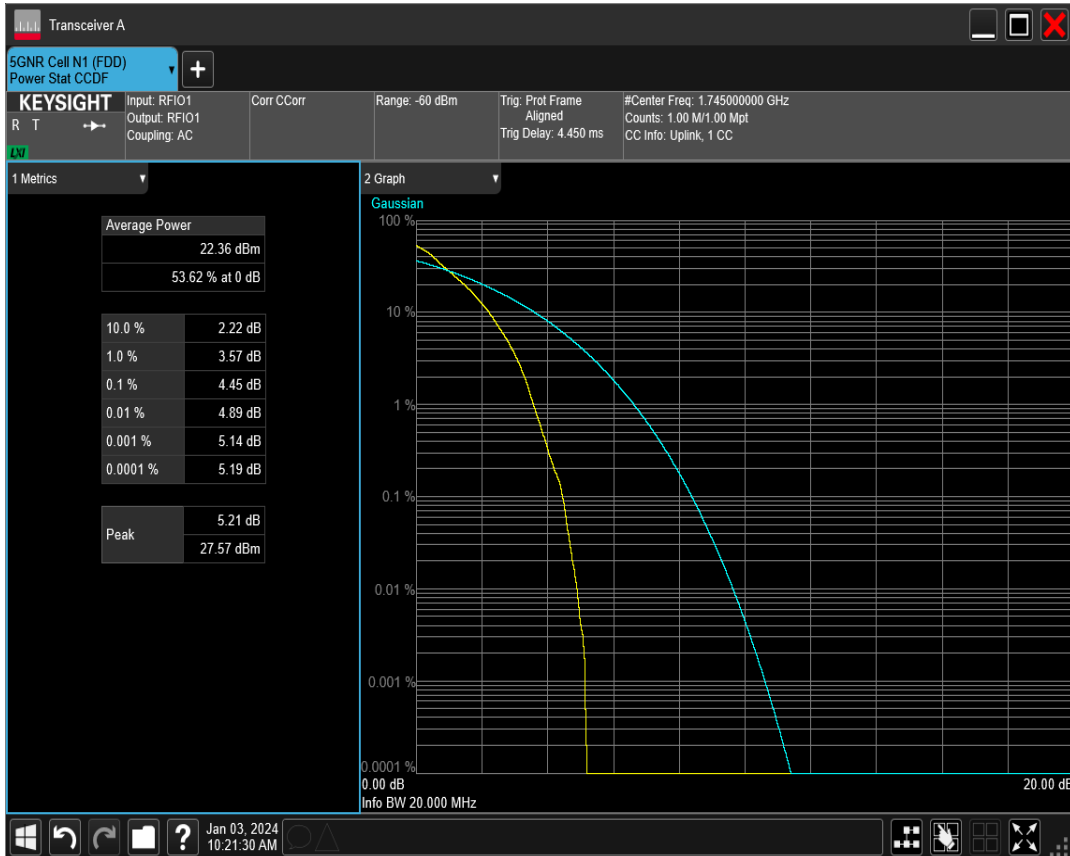 Transceiver A
5GNR Cell N1 (FDD)
Power Stat CCDF
KEYSIGHT
R T
LXI
Input: RFIO1
Output: RFIO1
Coupling: AC
Corr CCorr
Range: -60 dBm
Trig: Prot Frame
Aligned
Trig Delay: 4.450 ms
#Center Freq: 1.745000000 GHz
Counts: 1.00 M/1.00 Mpt
CC Info: Uplink, 1 CC
1 Metrics
Average Power
22.36 dBm
53.62 % at 0 dB
10.0 % 2.22 dB
1.0 % 3.57 dB
0.1 % 4.45 dB
0.01 % 4.89 dB
0.001 % 5.14 dB
0.0001 % 5.19 dB
Peak
5.21 dB
27.57 dBm
2 Graph
Gaussian
100 %
10 %
1 %
0.1 %
0.01 %
0.001 %
0.0001 %
0.00 dB 20.00 dB
Info BW 20.000 MHz
? Jan 03, 2024
10:21:30 AM